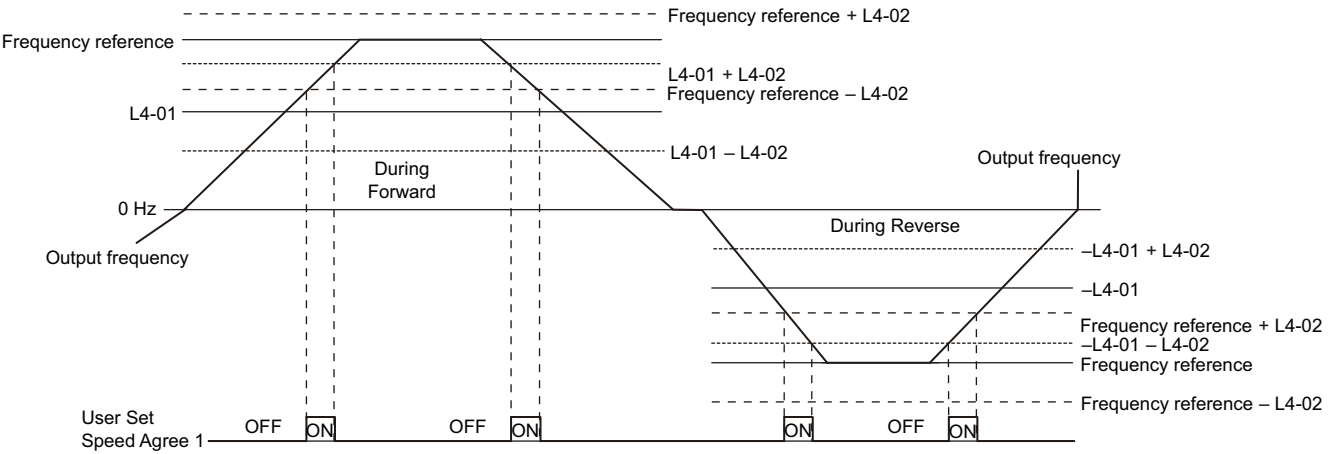 Frequency reference + L4-02
Frequency reference
L4-01 + L4-02
Frequency reference – L4-02
L4-01
L4-01 – L4-02
During
Forward
Output frequency
0 Hz
During Reverse
Output frequency
–L4-01 + L4-02
–L4-01
Frequency reference + L4-02
–L4-01 – L4-02
Frequency reference
Frequency reference – L4-02
User Set
Speed Agree 1
OFF
ON
OFF
ON
ON
OFF
ON